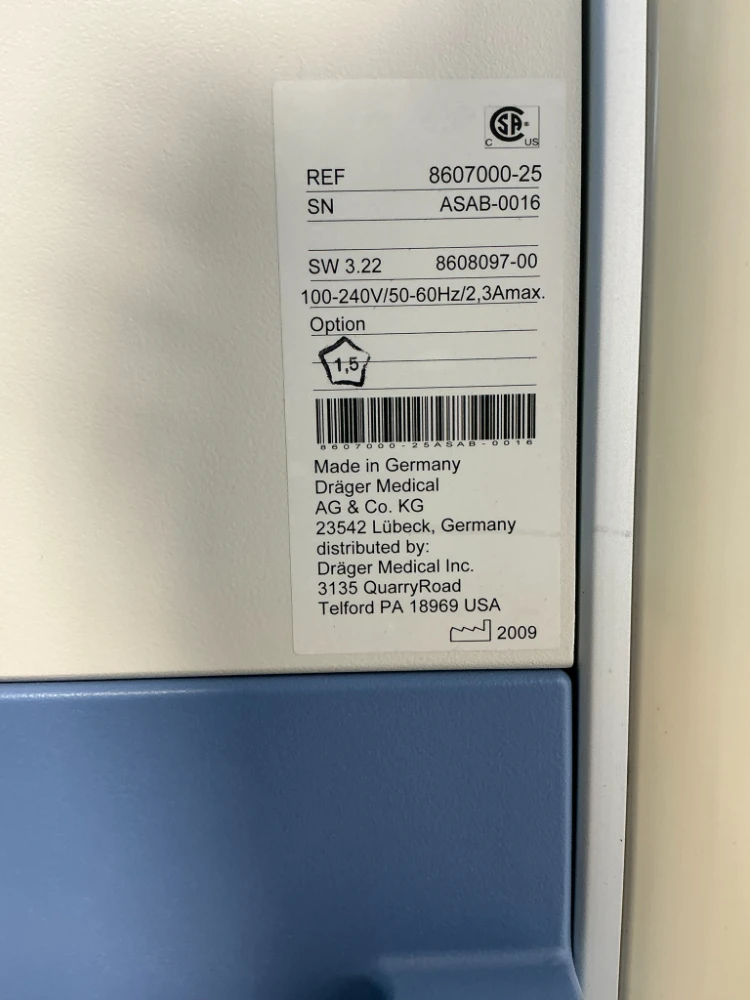 CSA®
C US
REF 8607000-25
SN ASAB-0016
SW 3.22 8608097-00
100-240V/50-60Hz/2,3Amax.
Option
1,5
8607000-25ASAB-0016
Made in Germany
Dräger Medical
AG & Co. KG
23542 Lübeck, Germany
distributed by:
Dräger Medical Inc.
3135 QuarryRoad
Telford PA 18969 USA
2009